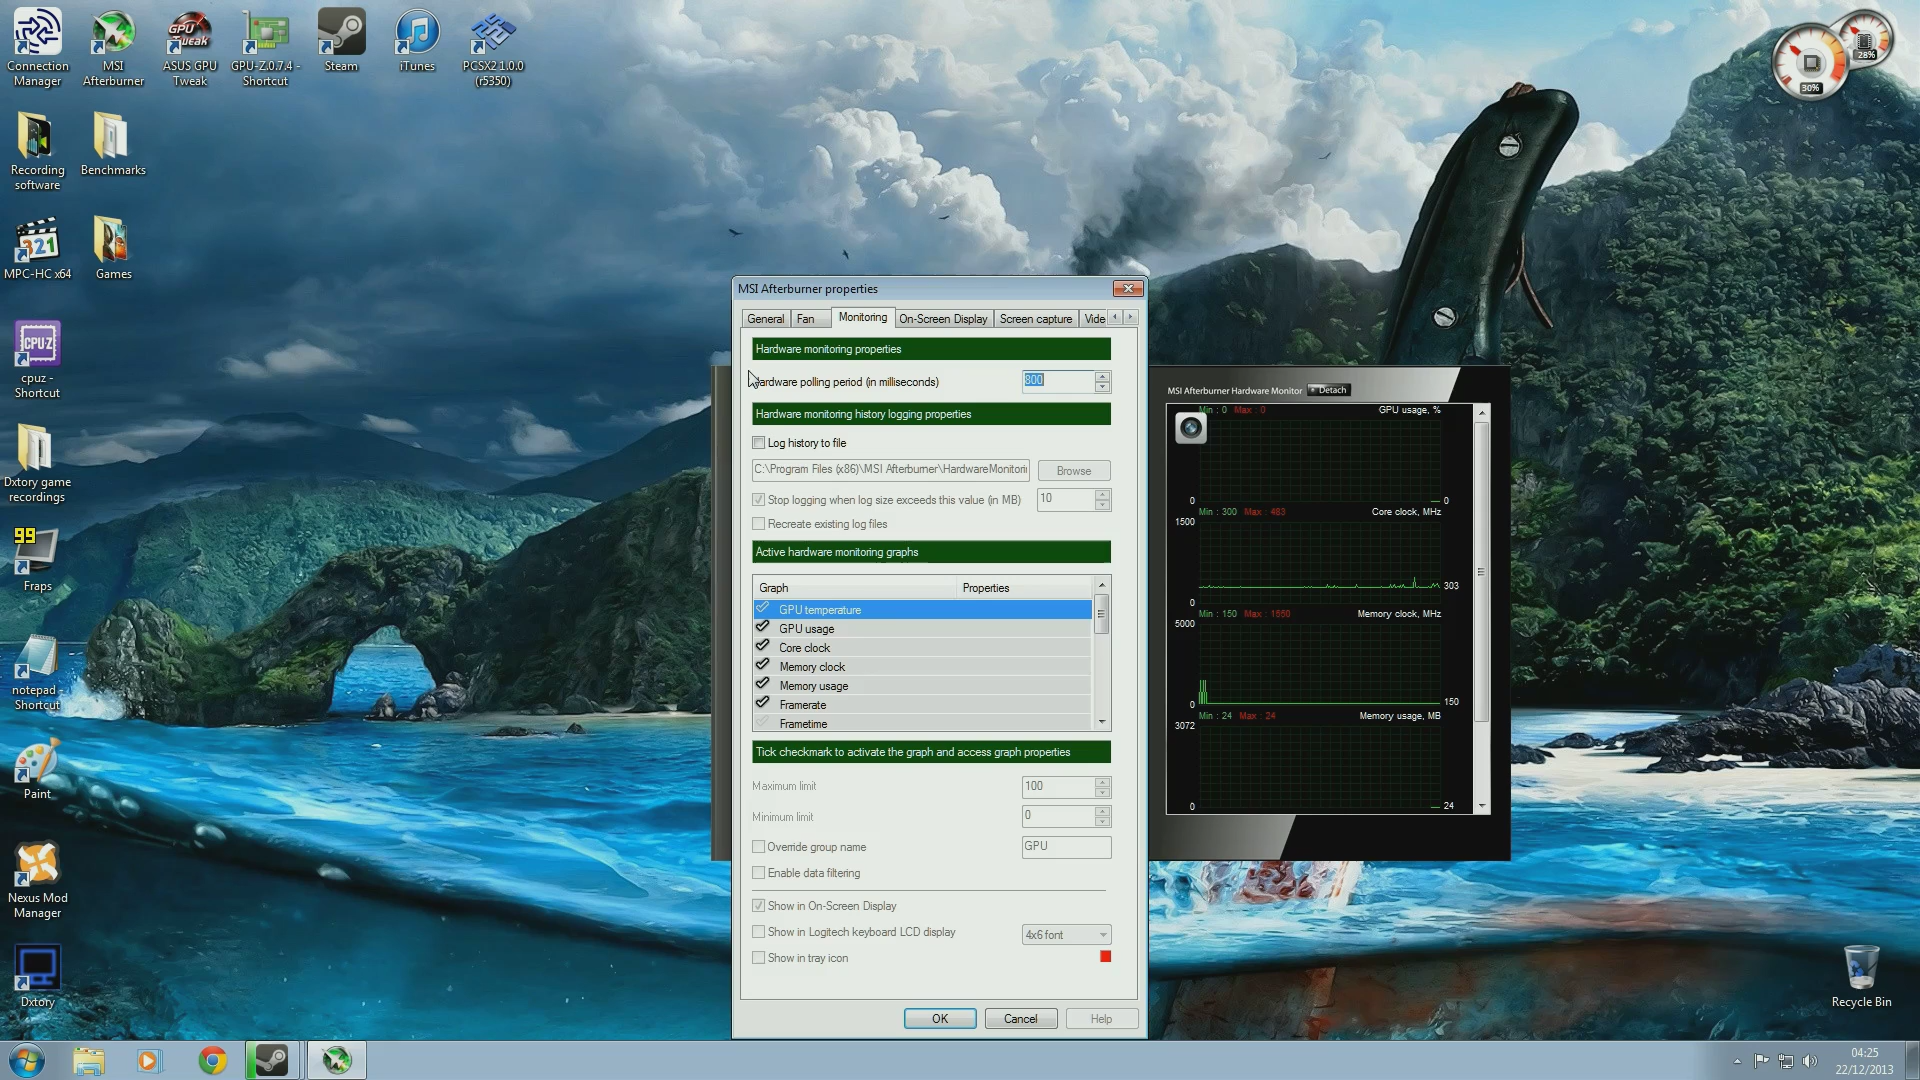 Connection
Manager
MSI
Afterburner
GPU
Tweak
ASUS GPU
Tweak
GPU-Z.0.7.4 -
Shortcut
Steam
iTunes
PCSX2 1.0.0
(r5350)
28%
30%
Recording
software
Benchmarks
321
MPC-HC x64
Games
CPU-Z
cpuz -
Shortcut
Dxtory game
recordings
99
Fraps
notepad -
Shortcut
Paint
Nexus Mod
Manager
Dxtory
MSI Afterburner properties
General
Fan
Monitoring
On-Screen Display
Screen capture
Vide
Hardware monitoring properties
Hardware polling period (in milliseconds)
800
Hardware monitoring history logging properties
Log history to file
C:\Program Files (x86)\MSI Afterburner\HardwareMonitori
Browse
Stop logging when log size exceeds this value (in MB)
10
Recreate existing log files
Active hardware monitoring graphs
Graph
Properties
GPU temperature
GPU usage
Core clock
Memory clock
Memory usage
Framerate
Frametime
Tick checkmark to activate the graph and access graph properties
Maximum limit
100
Minimum limit
0
Override group name
GPU
Enable data filtering
Show in On-Screen Display
Show in Logitech keyboard LCD display
4x6 font
Show in tray icon
OK
Cancel
Help
MSI Afterburner Hardware Monitor
Detach
Min : 0 Max : 0
GPU usage, %
0
0
Min : 300 Max : 483
Core clock, MHz
1500
303
0
Min : 150 Max : 1550
Memory clock, MHz
5000
150
0
Min : 24 Max : 24
Memory usage, MB
3072
24
0
Recycle Bin
04:25
22/12/2013